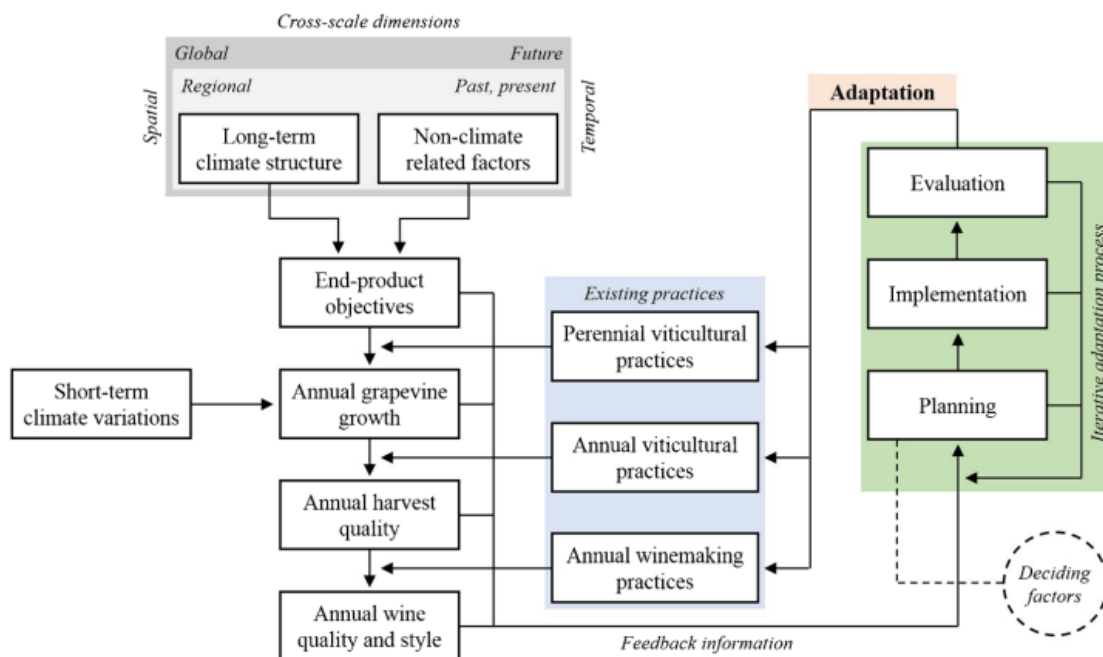 Cross-scale dimensions
Global
Future
Regional
Past, present
Spatial
Temporal
Long-term
climate structure
Non-climate
related factors
Adaptation
Evaluation
Implementation
Planning
Iterative adaptation process
End-product
objectives
Existing practices
Perennial viticultural
practices
Short-term
climate variations
Annual grapevine
growth
Annual viticultural
practices
Annual harvest
quality
Annual winemaking
practices
Annual wine
quality and style
Feedback information
Deciding
factors